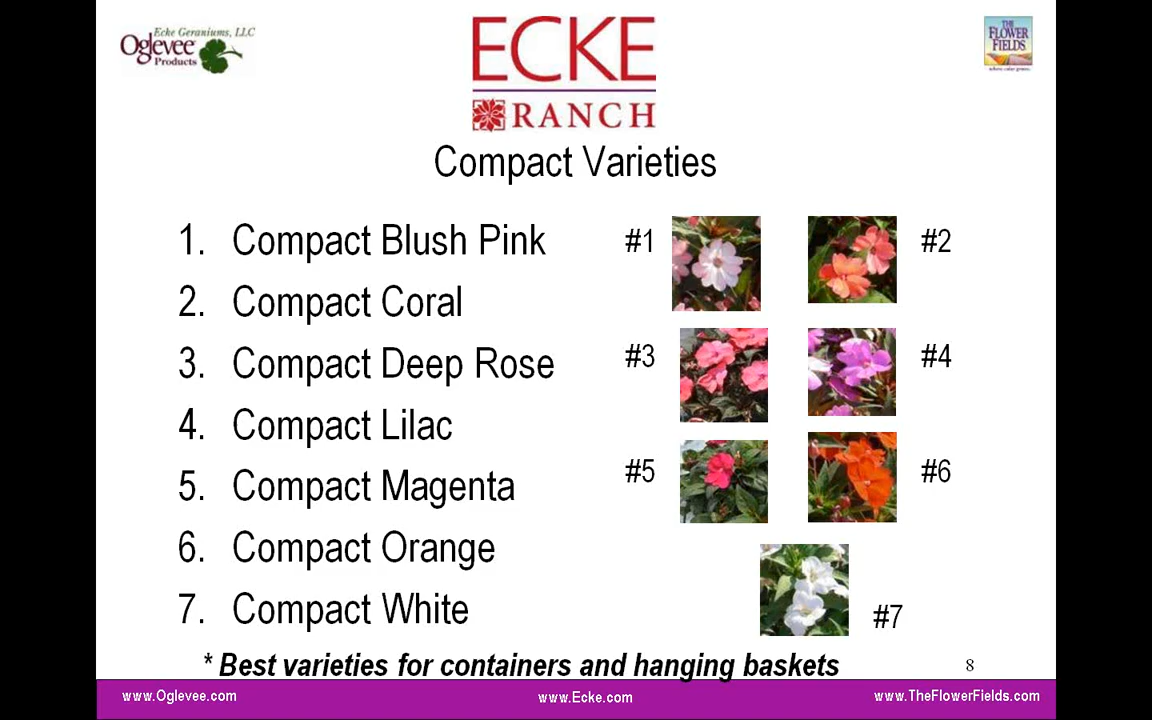 Ecke Geraniums, LLC
Oglevee
Products
ECKE
RANCH
THE
FLOWER
FIELDS
Compact Varieties
1. Compact Blush Pink
2. Compact Coral
3. Compact Deep Rose
4. Compact Lilac
5. Compact Magenta
6. Compact Orange
7. Compact White
#1
#2
#3
#4
#5
#6
#7
* Best varieties for containers and hanging baskets
8
www.Oglevee.com
www.Ecke.com
www.TheFlowerFields.com